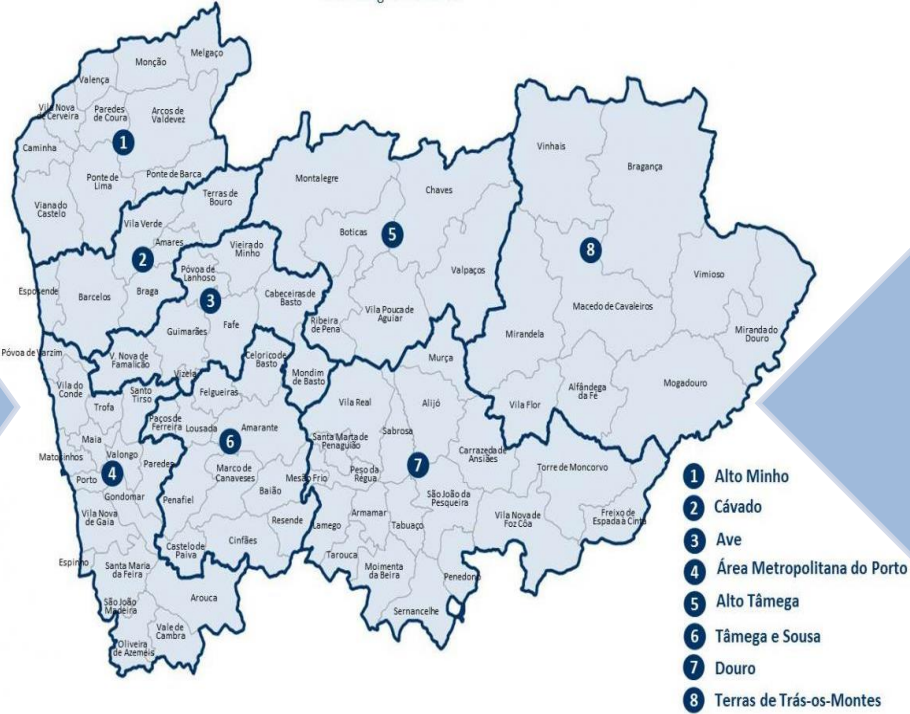 Melgaço
Monção
Valença
Vila Nova
de Cerveira
Paredes
de Coura
Arcos de
Valdevez
1
Caminha
Ponte de
Lima
Ponte de Barca
Viana do
Castelo
Terras de
Bouro
Vila Verde
Amares
2
Esposende
Barcelos
Braga
Vieira do
Minho
Póvoa de
Lanhoso
3
Cabeceiras de
Basto
Guimarães
Fafe
V. Nova de
Famalicão
Vizela
Montalegre
Chaves
Boticas
5
Valpaços
Vila Pouca de
Aguiar
Ribeira
de Pena
Vinhais
Bragança
8
Vimioso
Macedo de Cavaleiros
Miranda do
Douro
Mirandela
Mogadouro
Alfândega
da Fé
Vila Flor
Póvoa de Varzim
Vila do
Conde
Santo
Tirso
Trofa
Maia
Matosinhos
Valongo
Paredes
Porto
4
Gondomar
Vila Nova
de Gaia
Espinho
Santa Maria
da Feira
Arouca
São João
Madeira
Vale de
Cambra
Oliveira
de Azeméis
Celorico de
Basto
Mondim
de Basto
Felgueiras
Paços de
Ferreira
Lousada
Amarante
6
Marco de
Canaveses
Baião
Penafiel
Resende
Cinfães
Castelo de
Paiva
Murça
Vila Real
Alijó
Sabrosa
Santa Marta de
Penaguião
Carrazeda de
Ansiães
Mesão Frio
Peso da
Régua
7
Torre de Moncorvo
São João da
Pesqueira
Armamar
Lamego
Tabuaço
Vila Nova de
Foz Côa
Freixo de
Espada à Cinta
Tarouca
Moimenta
da Beira
Penedono
Sernancelhe
1 Alto Minho
2 Cávado
3 Ave
4 Área Metropolitana do Porto
5 Alto Tâmega
6 Tâmega e Sousa
7 Douro
8 Terras de Trás-os-Montes